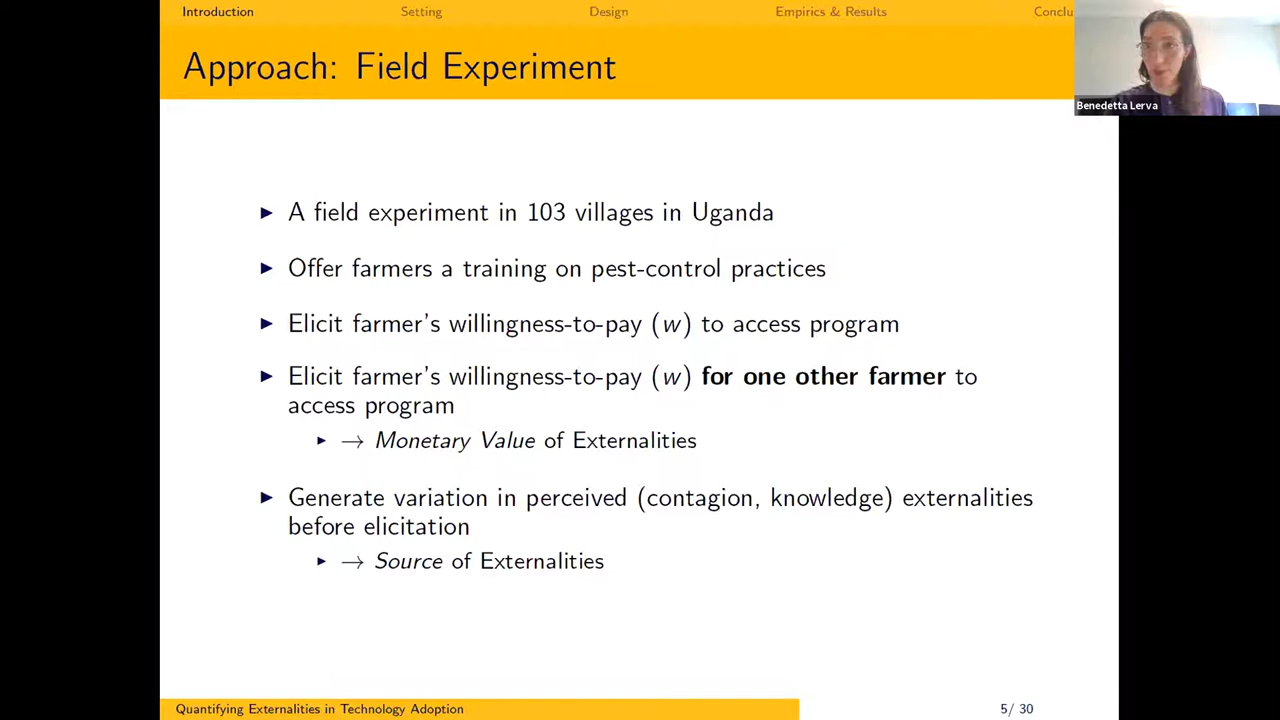 Introduction Setting Design Empirics & Results Conclu
Approach: Field Experiment
Benedetta Lerva
▶ A field experiment in 103 villages in Uganda
▶ Offer farmers a training on pest-control practices
▶ Elicit farmer's willingness-to-pay (w) to access program
▶ Elicit farmer's willingness-to-pay (w) for one other farmer to
access program
▶ → Monetary Value of Externalities
▶ Generate variation in perceived (contagion, knowledge) externalities
before elicitation
▶ → Source of Externalities
Quantifying Externalities in Technology Adoption 5/ 30